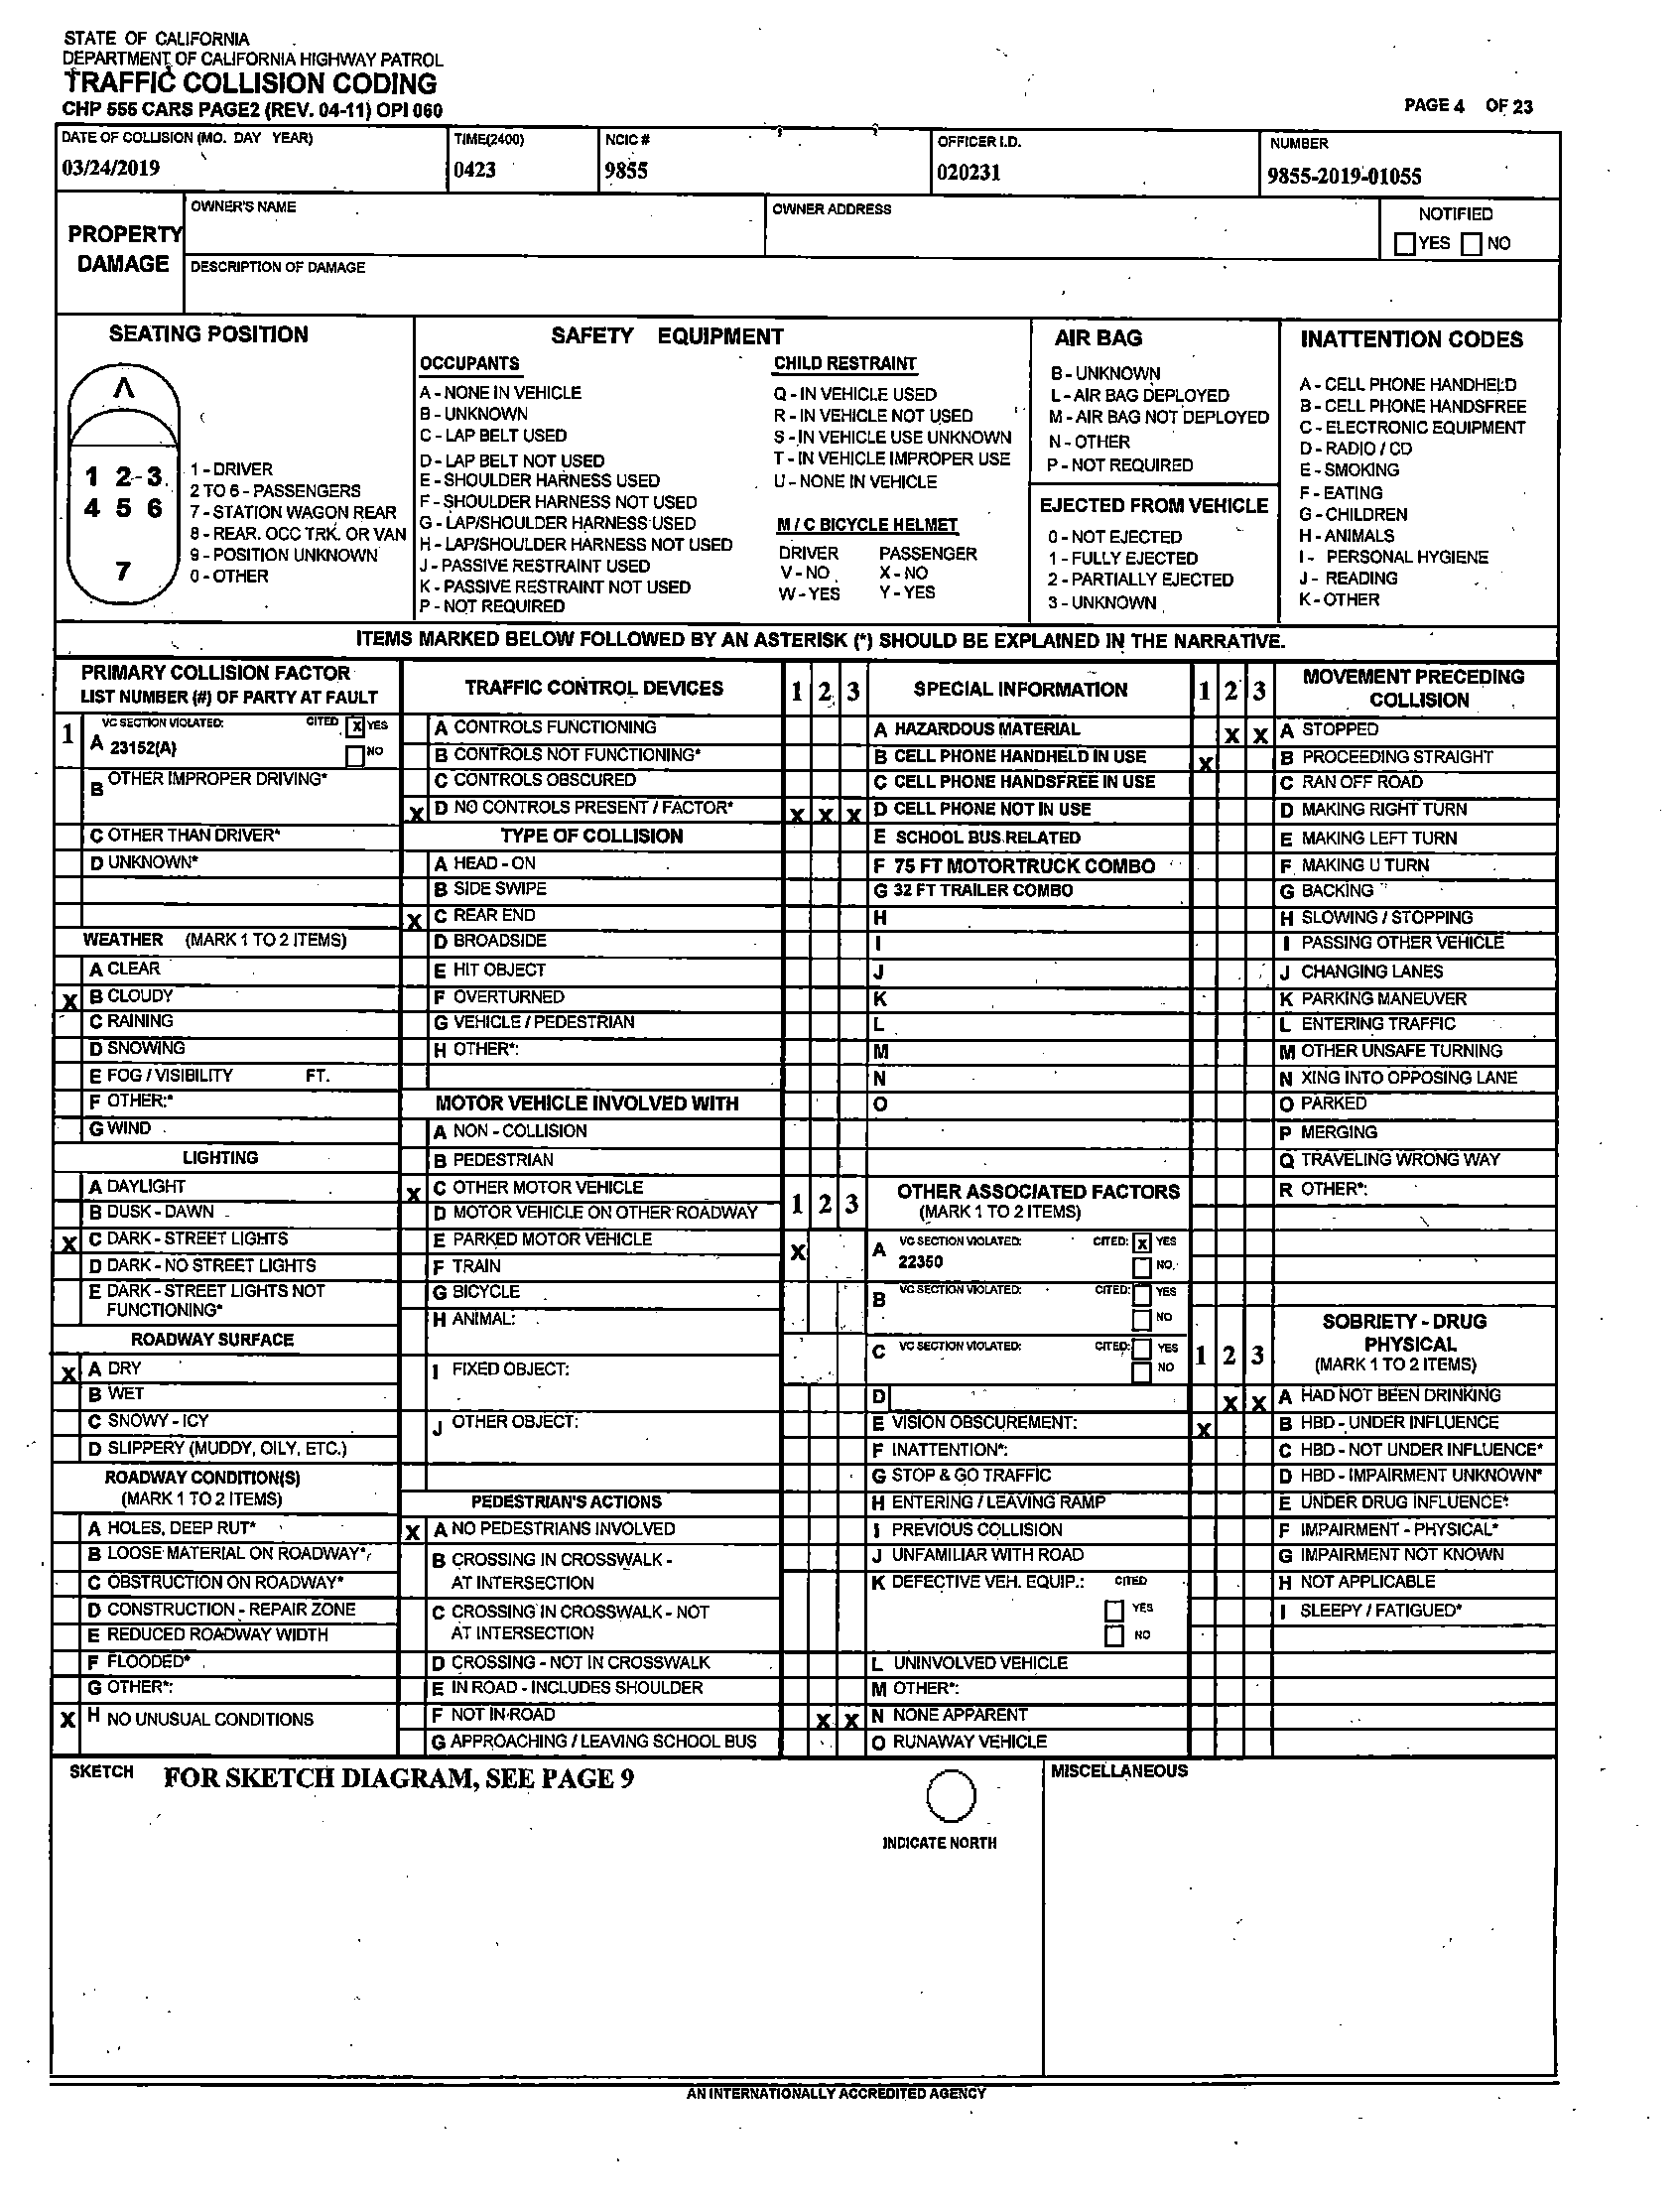 STATE OF CALIFORNIA
DEPARTMENT OF CALIFORNIA HIGHWAY PATROL
TRAFFIC COLLISION CODING
CHP 555 CARS PAGE2 (REV. 04-11) OPI 060
PAGE 4 OF 23
DATE OF COLLISION (MO. DAY YEAR)
03/24/2019
TIME(2400)
0423
NCIC #
9855
OFFICER I.D.
020231
NUMBER
9855-2019-01055
PROPERTY
DAMAGE
OWNER'S NAME
OWNER ADDRESS
NOTIFIED
YES NO
DESCRIPTION OF DAMAGE
SEATING POSITION
1 2 3
4 5 6
7
1 - DRIVER
2 TO 6 - PASSENGERS
7 - STATION WAGON REAR
8 - REAR. OCC TRK. OR VAN
9 - POSITION UNKNOWN
0 - OTHER
SAFETY EQUIPMENT
OCCUPANTS
A - NONE IN VEHICLE
B - UNKNOWN
C - LAP BELT USED
D - LAP BELT NOT USED
E - SHOULDER HARNESS USED
F - SHOULDER HARNESS NOT USED
G - LAP/SHOULDER HARNESS USED
H - LAP/SHOULDER HARNESS NOT USED
J - PASSIVE RESTRAINT USED
K - PASSIVE RESTRAINT NOT USED
P - NOT REQUIRED
CHILD RESTRAINT
Q - IN VEHICLE USED
R - IN VEHICLE NOT USED
S - IN VEHICLE USE UNKNOWN
T - IN VEHICLE IMPROPER USE
U - NONE IN VEHICLE
M / C BICYCLE HELMET
DRIVER PASSENGER
V - NO X - NO
W - YES Y - YES
AIR BAG
B - UNKNOWN
L - AIR BAG DEPLOYED
M - AIR BAG NOT DEPLOYED
N - OTHER
P - NOT REQUIRED
EJECTED FROM VEHICLE
0 - NOT EJECTED
1 - FULLY EJECTED
2 - PARTIALLY EJECTED
3 - UNKNOWN
INATTENTION CODES
A - CELL PHONE HANDHELD
B - CELL PHONE HANDSFREE
C - ELECTRONIC EQUIPMENT
D - RADIO / CD
E - SMOKING
F - EATING
G - CHILDREN
H - ANIMALS
I - PERSONAL HYGIENE
J - READING
K - OTHER
ITEMS MARKED BELOW FOLLOWED BY AN ASTERISK (*) SHOULD BE EXPLAINED IN THE NARRATIVE.
PRIMARY COLLISION FACTOR
LIST NUMBER (#) OF PARTY AT FAULT
1
VC SECTION VIOLATED: CITED X YES
A 23152(A)
NO
B OTHER IMPROPER DRIVING*
C OTHER THAN DRIVER*
D UNKNOWN*
WEATHER (MARK 1 TO 2 ITEMS)
A CLEAR
X B CLOUDY
C RAINING
D SNOWING
E FOG / VISIBILITY FT.
F OTHER:*
G WIND
LIGHTING
A DAYLIGHT
B DUSK - DAWN
X C DARK - STREET LIGHTS
D DARK - NO STREET LIGHTS
E DARK - STREET LIGHTS NOT
FUNCTIONING*
ROADWAY SURFACE
X A DRY
B WET
C SNOWY - ICY
D SLIPPERY (MUDDY, OILY, ETC.)
ROADWAY CONDITION(S)
(MARK 1 TO 2 ITEMS)
A HOLES, DEEP RUT*
B LOOSE MATERIAL ON ROADWAY*
C OBSTRUCTION ON ROADWAY*
D CONSTRUCTION - REPAIR ZONE
E REDUCED ROADWAY WIDTH
F FLOODED*
G OTHER*:
X H NO UNUSUAL CONDITIONS
TRAFFIC CONTROL DEVICES
A CONTROLS FUNCTIONING
B CONTROLS NOT FUNCTIONING*
C CONTROLS OBSCURED
X D NO CONTROLS PRESENT / FACTOR*
TYPE OF COLLISION
A HEAD - ON
B SIDE SWIPE
X C REAR END
D BROADSIDE
E HIT OBJECT
F OVERTURNED
G VEHICLE / PEDESTRIAN
H OTHER*:
MOTOR VEHICLE INVOLVED WITH
A NON - COLLISION
B PEDESTRIAN
X C OTHER MOTOR VEHICLE
D MOTOR VEHICLE ON OTHER ROADWAY
E PARKED MOTOR VEHICLE
F TRAIN
G BICYCLE
H ANIMAL:
I FIXED OBJECT:
J OTHER OBJECT:
PEDESTRIAN'S ACTIONS
X A NO PEDESTRIANS INVOLVED
B CROSSING IN CROSSWALK -
AT INTERSECTION
C CROSSING IN CROSSWALK - NOT
AT INTERSECTION
D CROSSING - NOT IN CROSSWALK
E IN ROAD - INCLUDES SHOULDER
F NOT IN ROAD
G APPROACHING / LEAVING SCHOOL BUS
1 2 3 SPECIAL INFORMATION
A HAZARDOUS MATERIAL
B CELL PHONE HANDHELD IN USE
C CELL PHONE HANDSFREE IN USE
X X X D CELL PHONE NOT IN USE
E SCHOOL BUS RELATED
F 75 FT MOTORTRUCK COMBO
G 32 FT TRAILER COMBO
H
I
J
K
L
M
N
O
1 2 3 OTHER ASSOCIATED FACTORS
(MARK 1 TO 2 ITEMS)
X A VC SECTION VIOLATED: CITED: X YES
22350 NO
B VC SECTION VIOLATED: CITED: YES
NO
C VC SECTION VIOLATED: CITED: YES
NO
D
E VISION OBSCUREMENT:
F INATTENTION*:
G STOP & GO TRAFFIC
H ENTERING / LEAVING RAMP
I PREVIOUS COLLISION
J UNFAMILIAR WITH ROAD
K DEFECTIVE VEH. EQUIP.: CITED
YES
NO
L UNINVOLVED VEHICLE
M OTHER*:
X X N NONE APPARENT
O RUNAWAY VEHICLE
1 2 3 MOVEMENT PRECEDING
COLLISION
X X A STOPPED
X B PROCEEDING STRAIGHT
C RAN OFF ROAD
D MAKING RIGHT TURN
E MAKING LEFT TURN
F MAKING U TURN
G BACKING
H SLOWING / STOPPING
I PASSING OTHER VEHICLE
J CHANGING LANES
K PARKING MANEUVER
L ENTERING TRAFFIC
M OTHER UNSAFE TURNING
N XING INTO OPPOSING LANE
O PARKED
P MERGING
Q TRAVELING WRONG WAY
R OTHER*:
1 2 3 SOBRIETY - DRUG
PHYSICAL
(MARK 1 TO 2 ITEMS)
X X A HAD NOT BEEN DRINKING
X B HBD - UNDER INFLUENCE
C HBD - NOT UNDER INFLUENCE*
D HBD - IMPAIRMENT UNKNOWN*
E UNDER DRUG INFLUENCE*
F IMPAIRMENT - PHYSICAL*
G IMPAIRMENT NOT KNOWN
H NOT APPLICABLE
I SLEEPY / FATIGUED*
SKETCH FOR SKETCH DIAGRAM, SEE PAGE 9
INDICATE NORTH
MISCELLANEOUS
AN INTERNATIONALLY ACCREDITED AGENCY